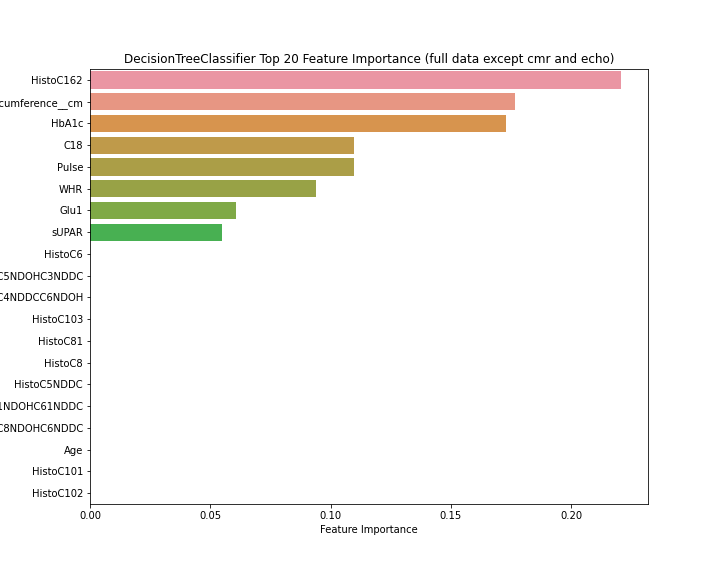 DecisionTreeClassifier Top 20 Feature Importance (full data except cmr and echo)
HistoC162
cumference__cm
HbA1c
C18
Pulse
WHR
Glu1
sUPAR
HistoC6
C5NDOHC3NDDC
C4NDDCC6NDOH
HistoC103
HistoC81
HistoC8
HistoC5NDDC
1NDOHC61NDDC
C8NDOHC6NDDC
Age
HistoC101
HistoC102
0.00 0.05 0.10 0.15 0.20
Feature Importance